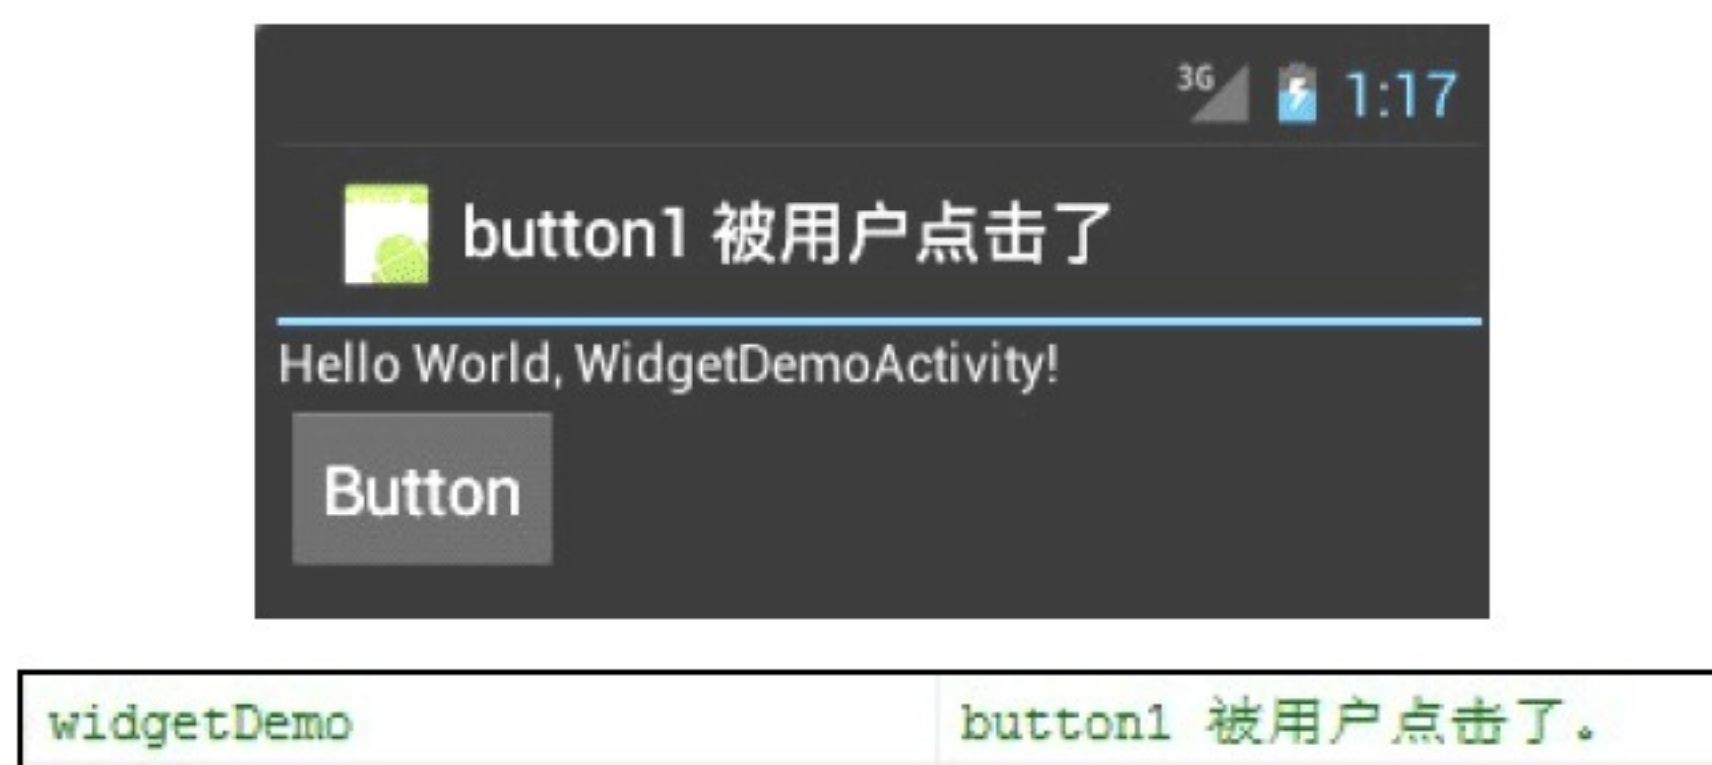 3G 1:17
button1 被用户点击了
Hello World, WidgetDemoActivity!
Button
widgetDemo button1 被用户点击了。